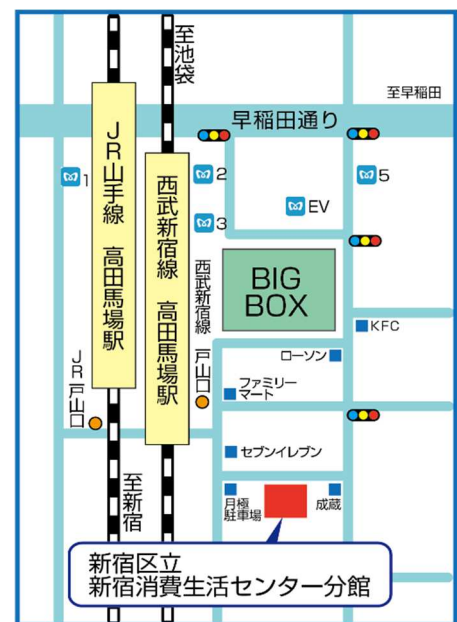 至池袋
至早稲田
早稲田通り
JR山手線 高田馬場駅
西武新宿線 高田馬場駅
1
2
3
EV
5
西武新宿線
戸山口
BIG
BOX
KFC
ローソン
ファミリー
マート
JR戸山口
セブンイレブン
至新宿
月極
駐車場
成蔵
新宿区立
新宿消費生活センター分館